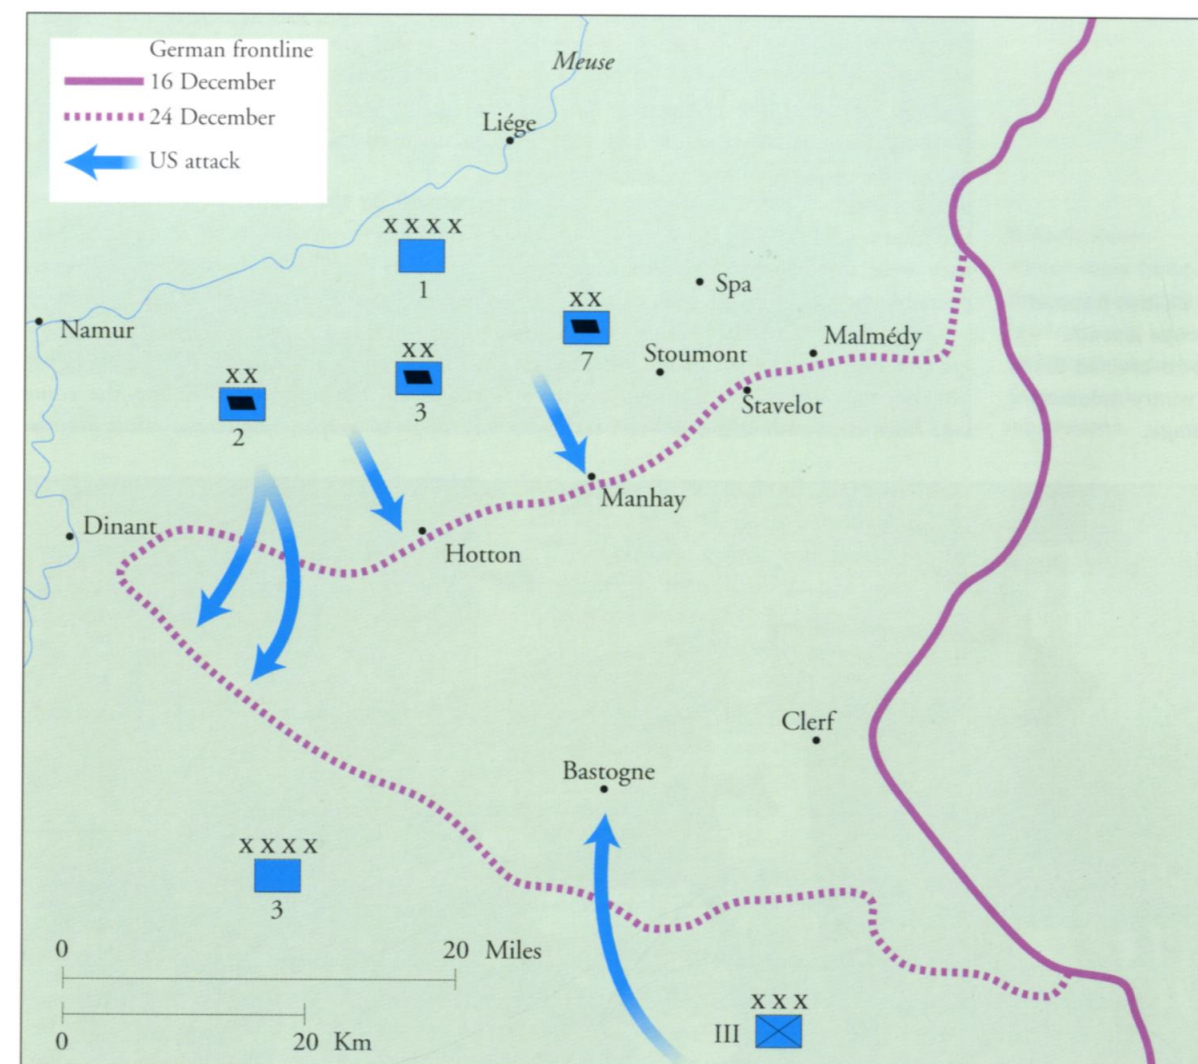 German frontline
16 December
24 December
US attack
Meuse
Liége
XXXX
1
Spa
XX
7
Namur
Malmédy
Stoumont
XX
3
XX
2
Stavelot
Manhay
Dinant
Hotton
Clerf
Bastogne
XXXX
3
0 20 Miles
XXX
III
0 20 Km